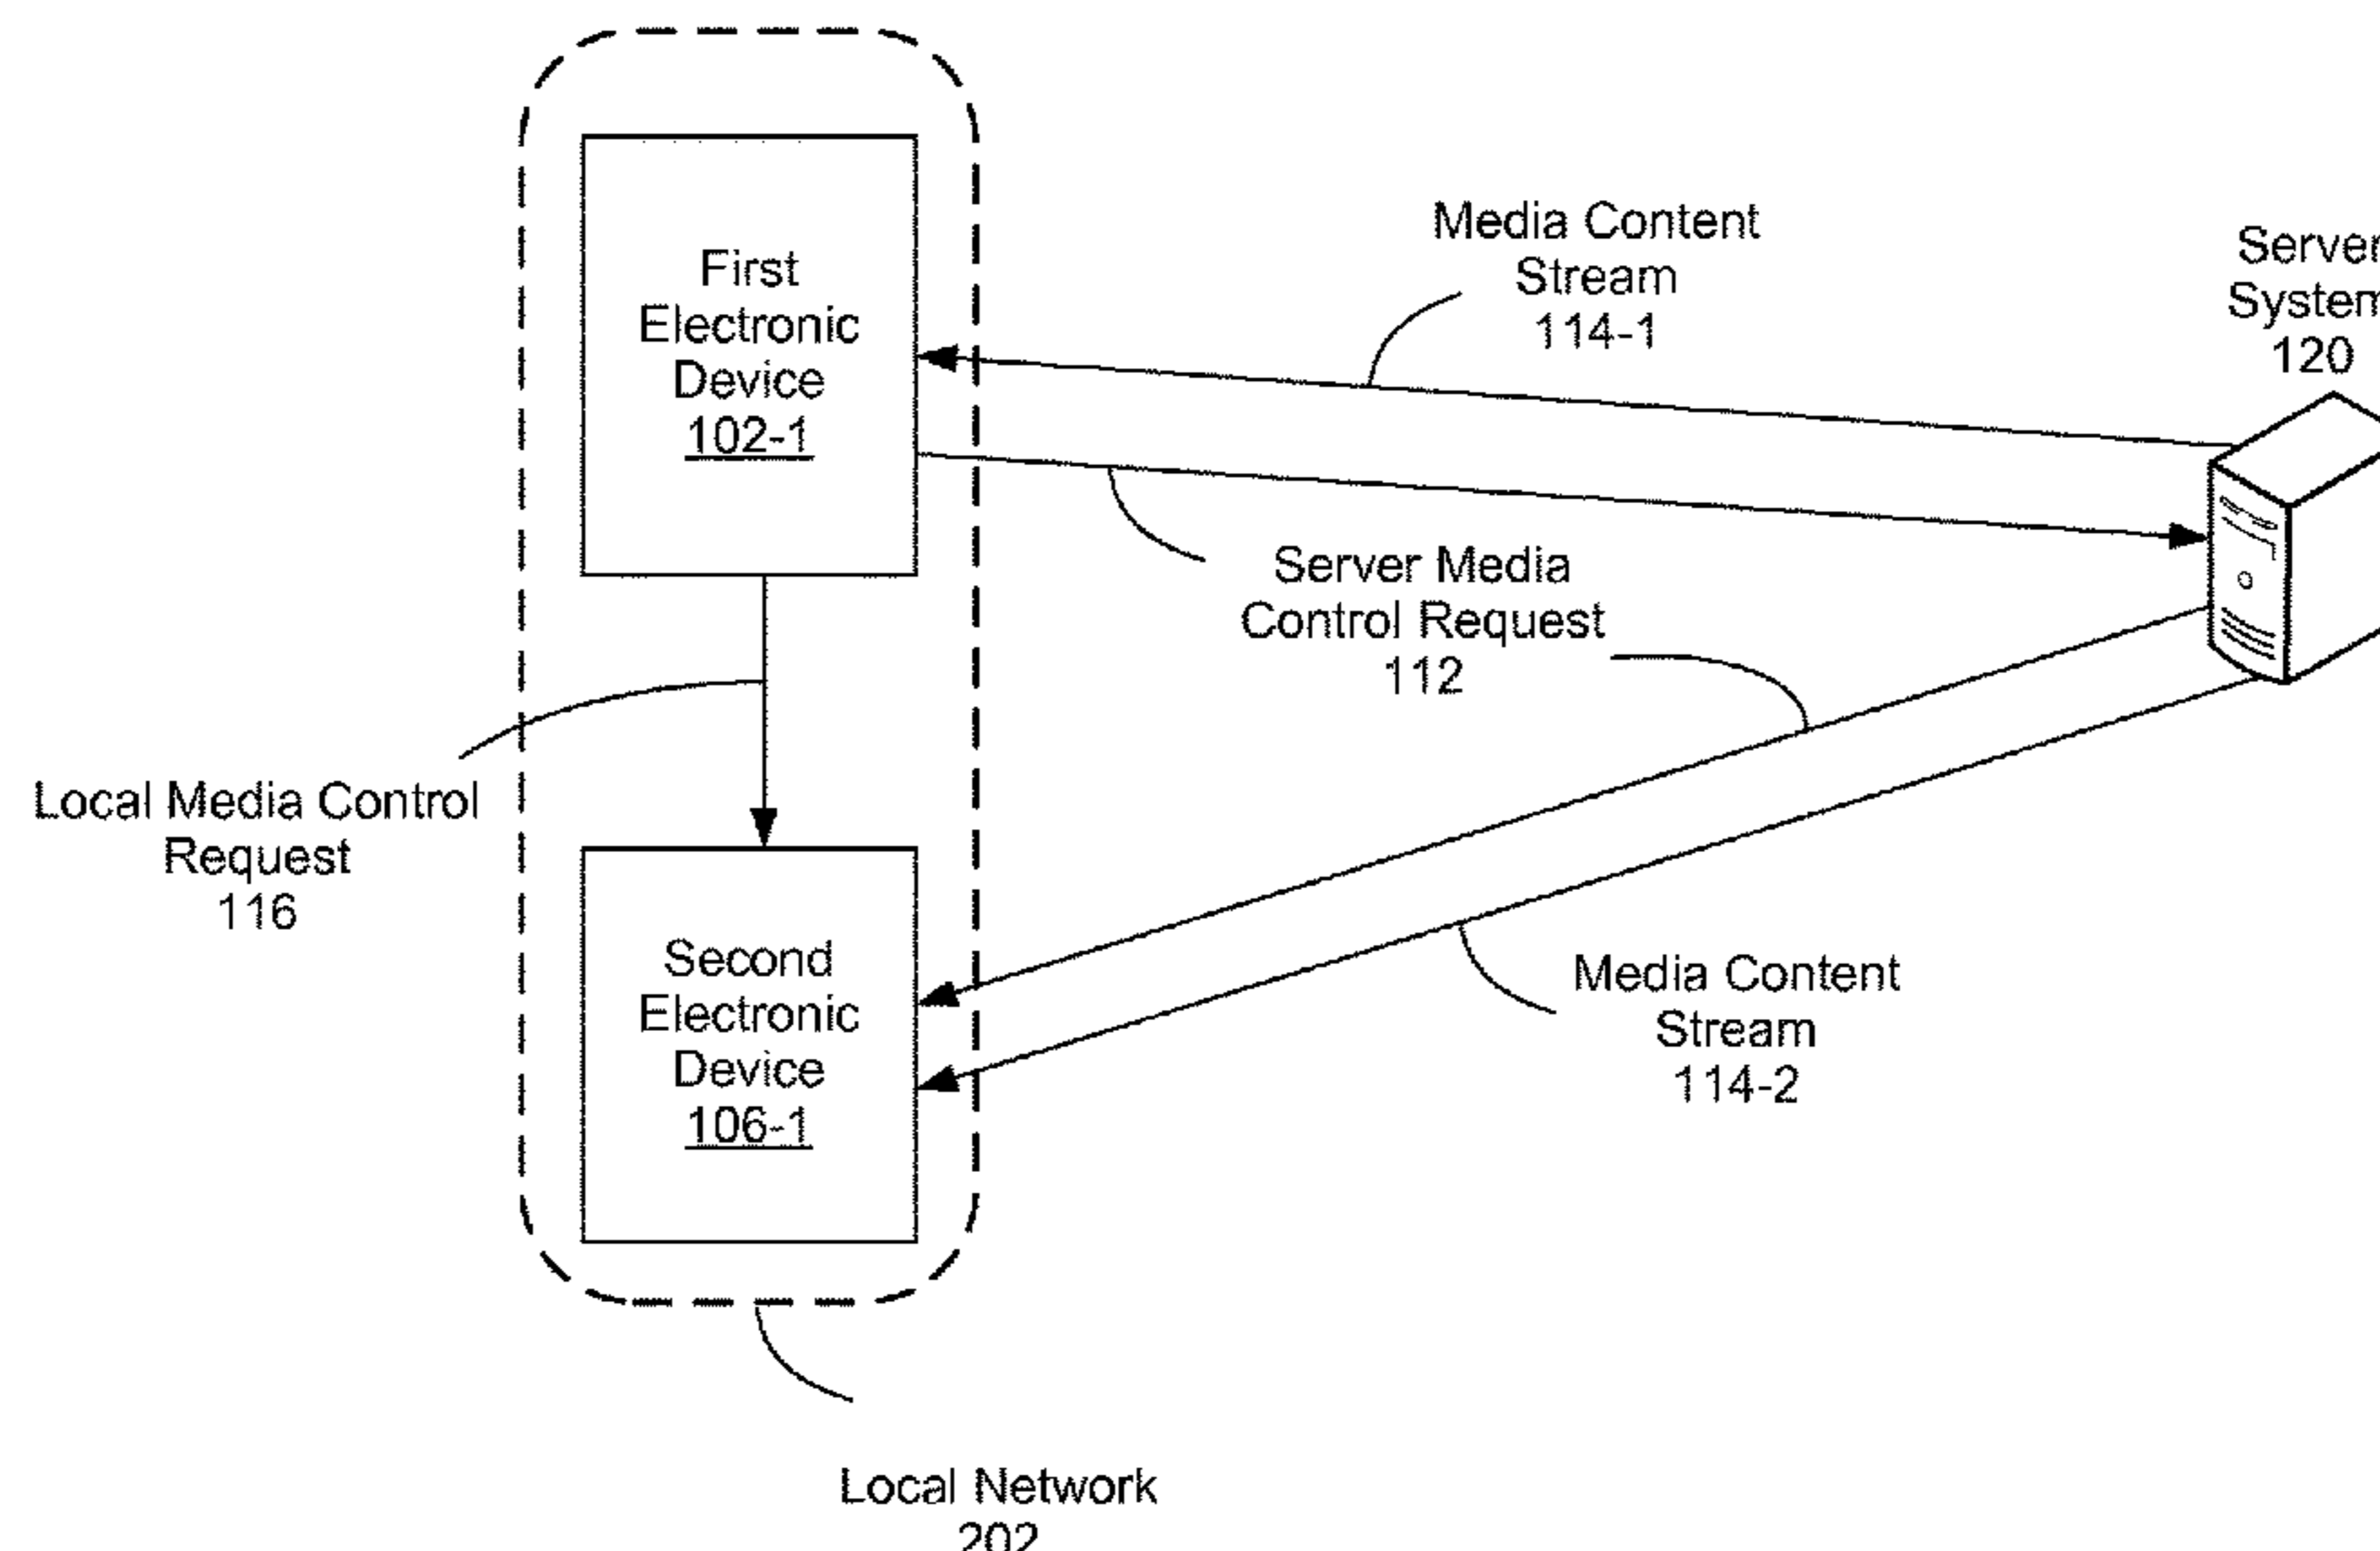 First
Electronic
Device
102-1
Media Content
Stream
114-1
Server
System
120
Server Media
Control Request
112
Local Media Control
Request
116
Second
Electronic
Device
106-1
Media Content
Stream
114-2
Local Network
202